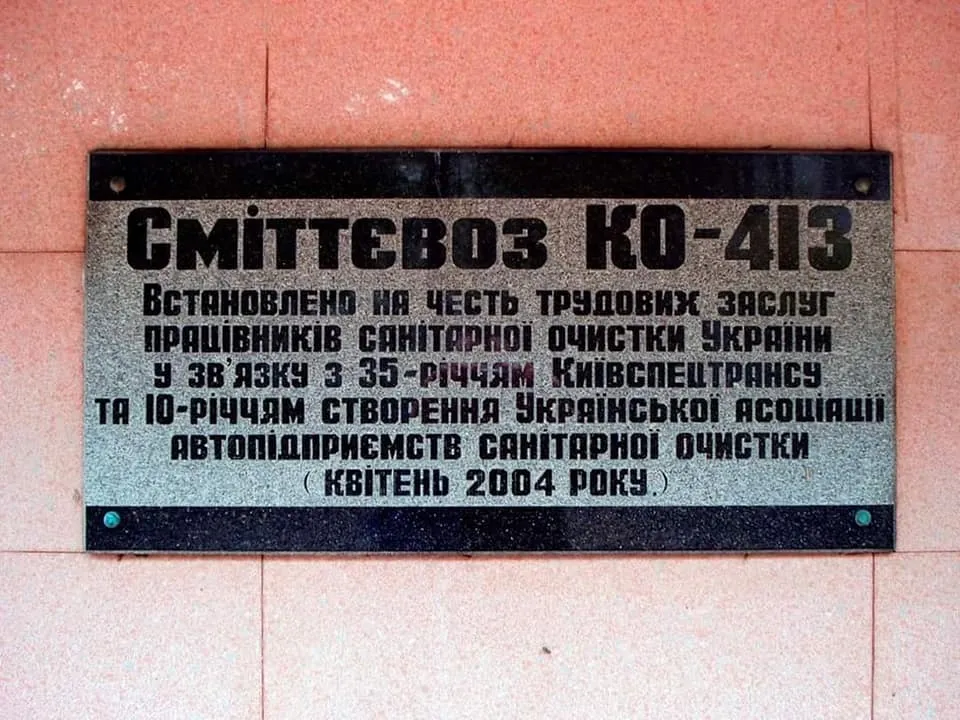 Сміттєвоз КО-413
Встановлено на честь трудових заслуг
працівників санітарної очистки України
у зв'язку з 35-річчям Київспецтрансу
та 10-річчям створення Української асоціації
автопідприємств санітарної очистки
(квітень 2004 року.)